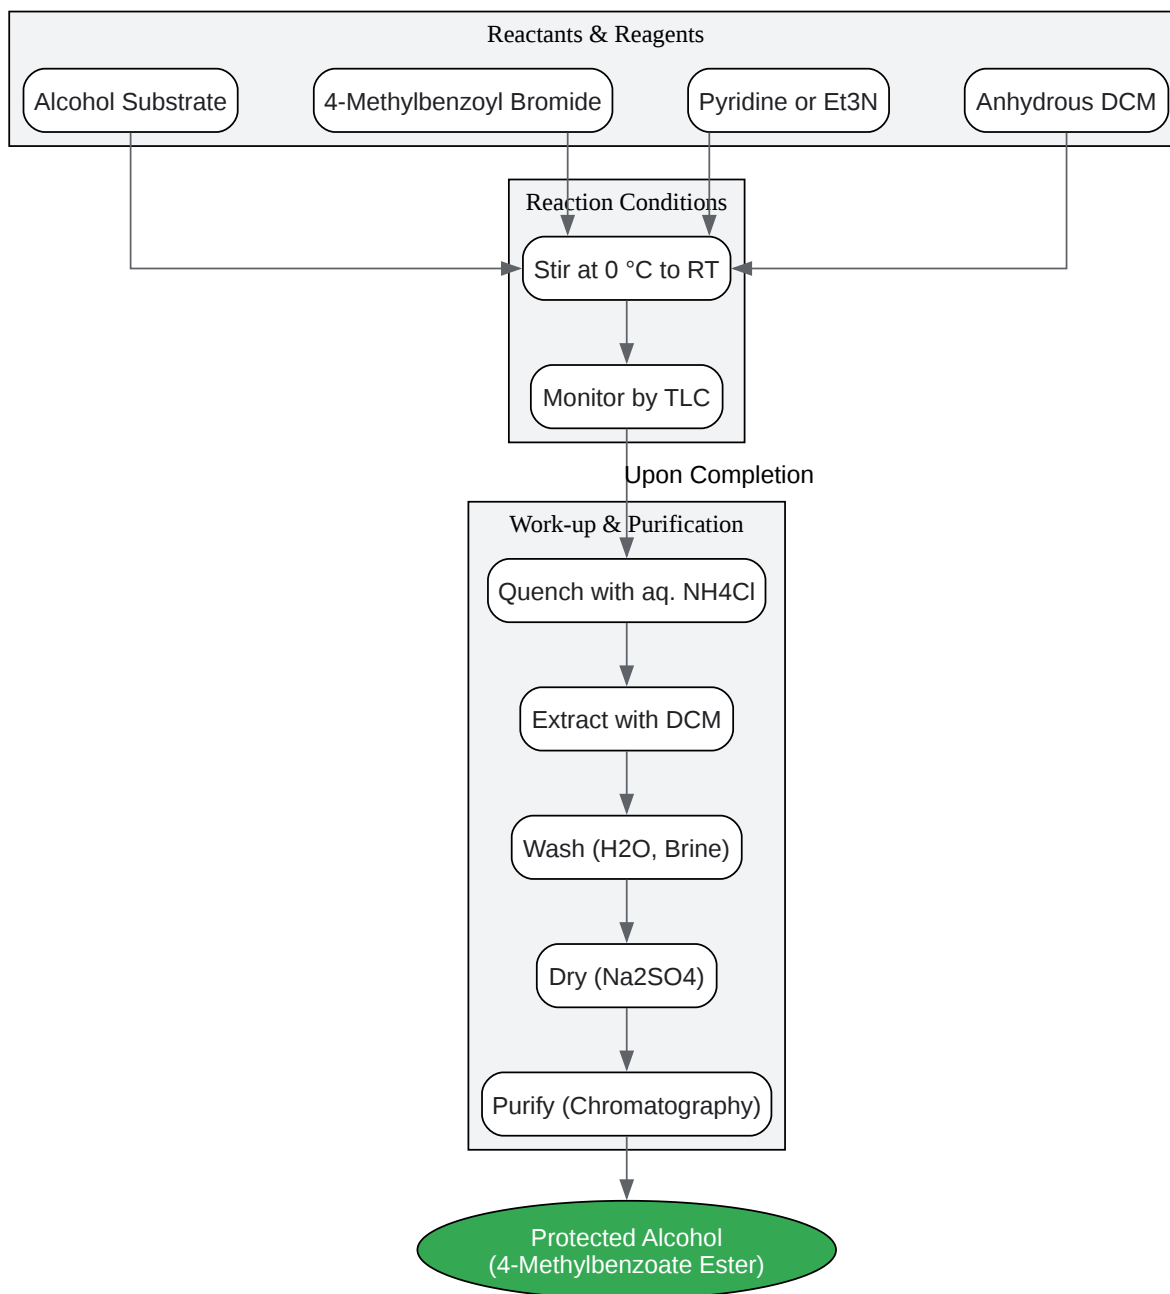 Reactants & Reagents
Alcohol Substrate
4-Methylbenzoyl Bromide
Pyridine or Et3N
Anhydrous DCM
Reaction Conditions
Stir at 0 °C to RT
Monitor by TLC
Upon Completion
Work-up & Purification
Quench with aq. NH4Cl
Extract with DCM
Wash (H2O, Brine)
Dry (Na2SO4)
Purify (Chromatography)
Protected Alcohol
(4-Methylbenzoate Ester)